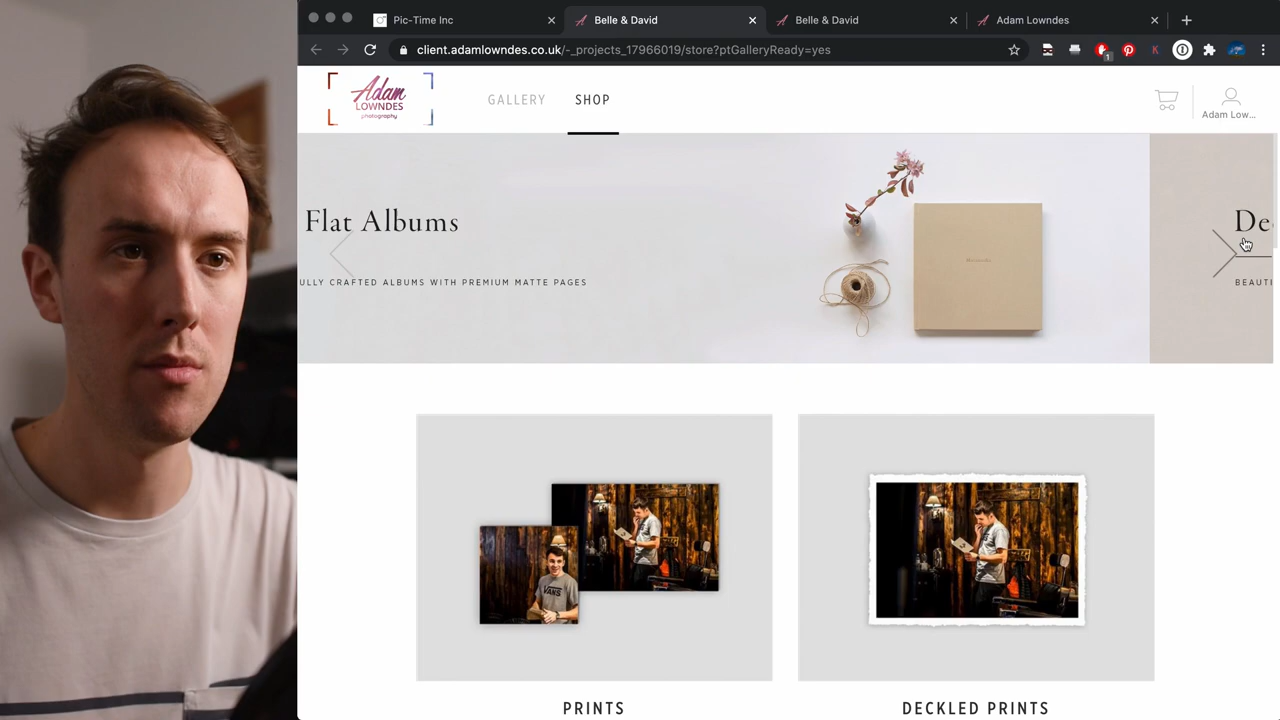 Pic-Time Inc
Belle & David
Belle & David
Adam Lowndes
client.adamlowndes.co.uk/-_projects_17966019/store?ptGalleryReady=yes
1
Adam
LOWNDES
photography
GALLERY
SHOP
Adam Low...
Flat Albums
ULLY CRAFTED ALBUMS WITH PREMIUM MATTE PAGES
De
BEAUTI
VANS
PRINTS
DECKLED PRINTS